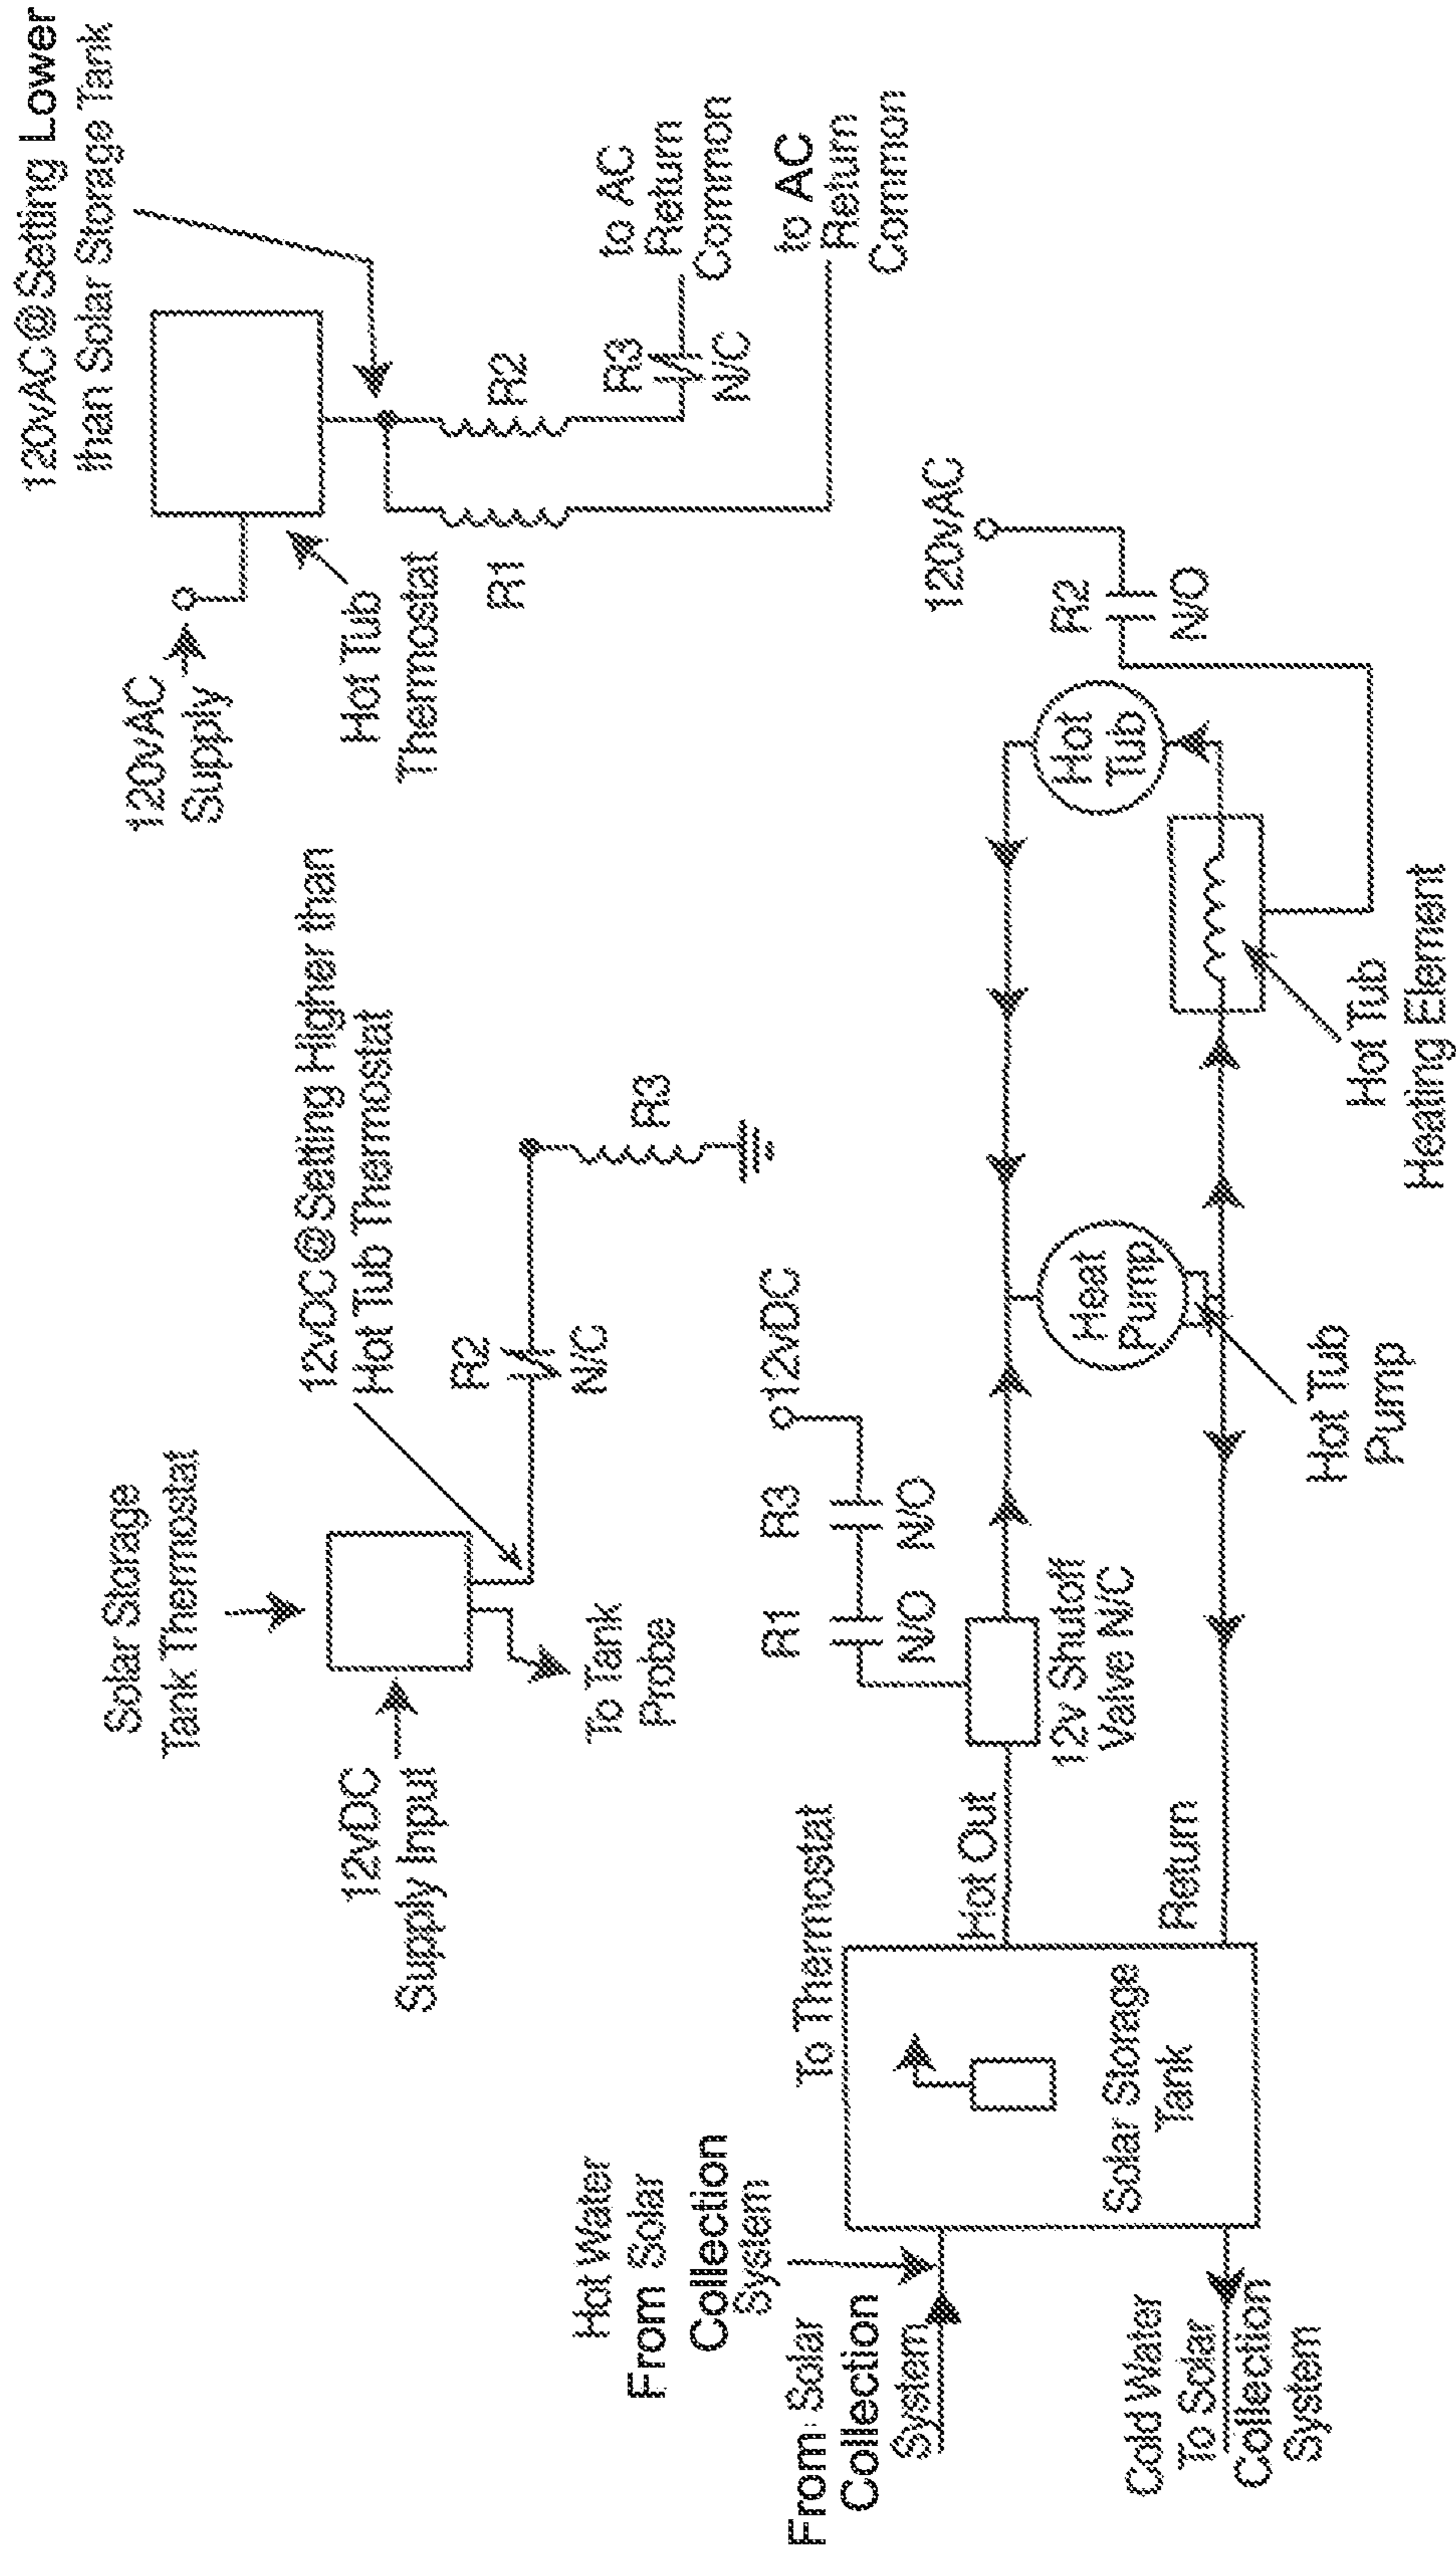 Solar Storage
Tank Thermostat
12vDC
Supply Input
To Tank
Probe
12vDC@Setting Higher than
Hot Tub Thermostat
R2
N/C
R3
120vAC
Supply
Hot Tub
Thermostat
120vAC@Setting Lower
than Solar Storage Tank
R1
R2
R3
N/C
to AC
Return
Common
to AC
Return
Common
Hot Water
From Solar
Collection
System
From Solar
Collection
System
Cold Water
To Solar
Collection
System
To Thermostat
Solar Storage
Tank
Hot Out
Return
12v Shutoff
Valve N/C
R1
N/O
R3
N/O
12vDC
Heat
Pump
Hot Tub
Pump
Hot Tub
Heating Element
Hot
Tub
R2
N/O
120vAC